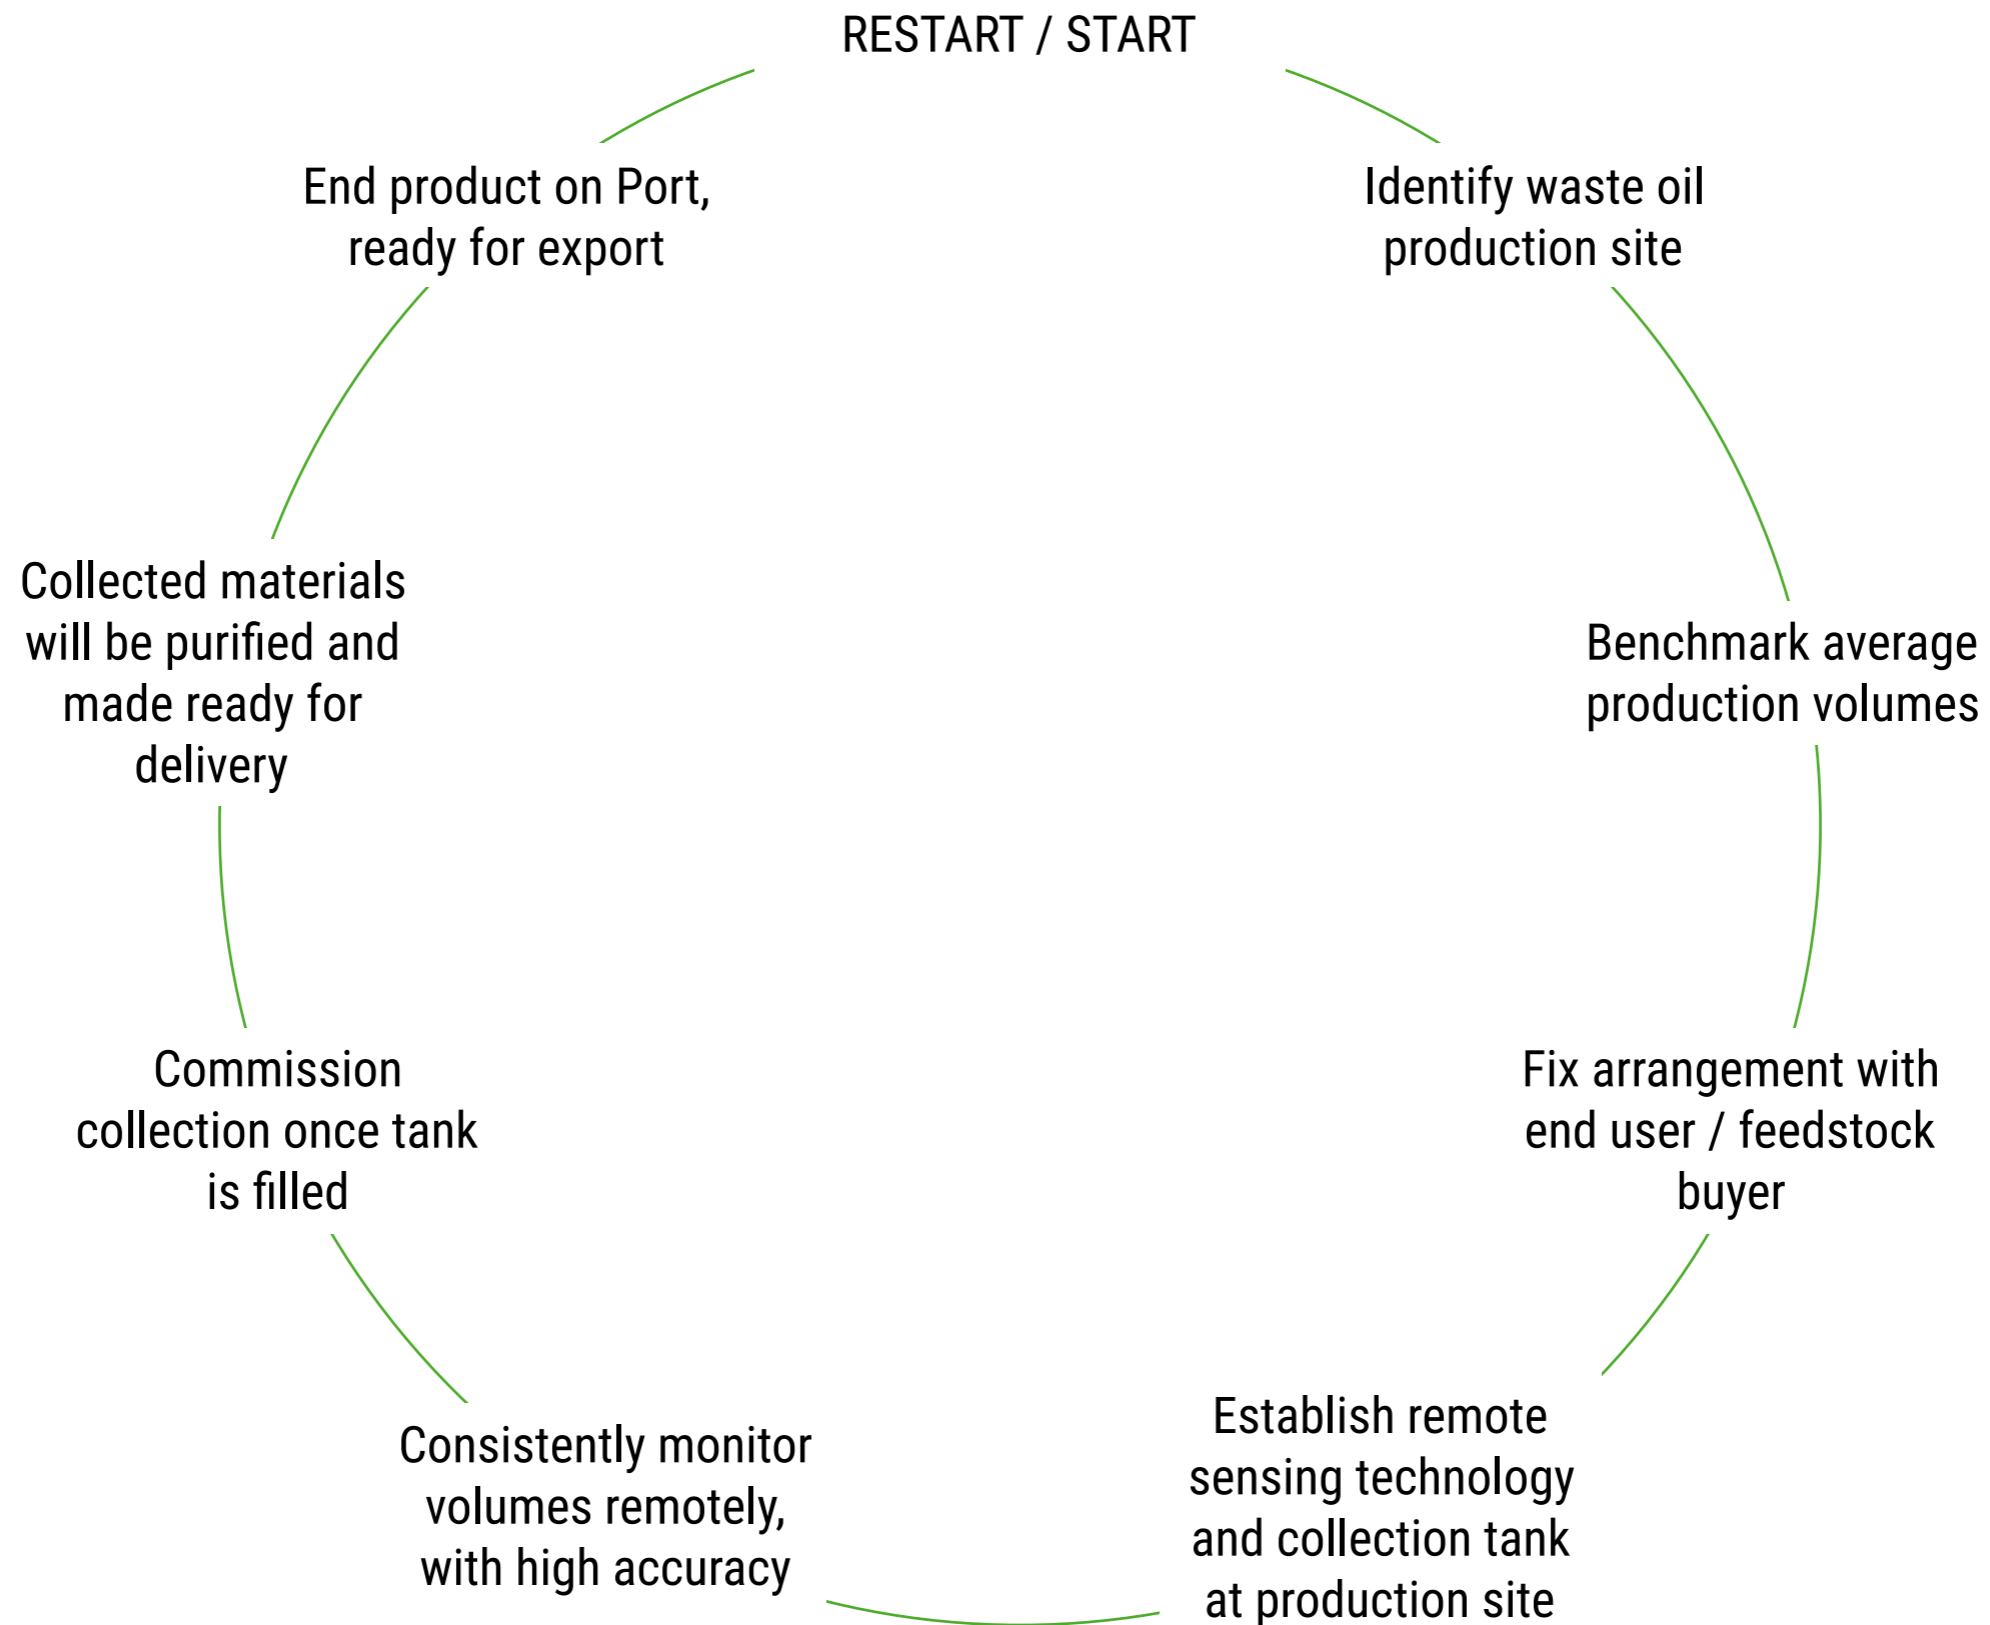 RESTART / START
Identify waste oil
production site
Benchmark average
production volumes
Fix arrangement with
end user / feedstock
buyer
Establish remote
sensing technology
and collection tank
at production site
Consistently monitor
volumes remotely,
with high accuracy
Commission
collection once tank
is filled
Collected materials
will be purified and
made ready for
delivery
End product on Port,
ready for export